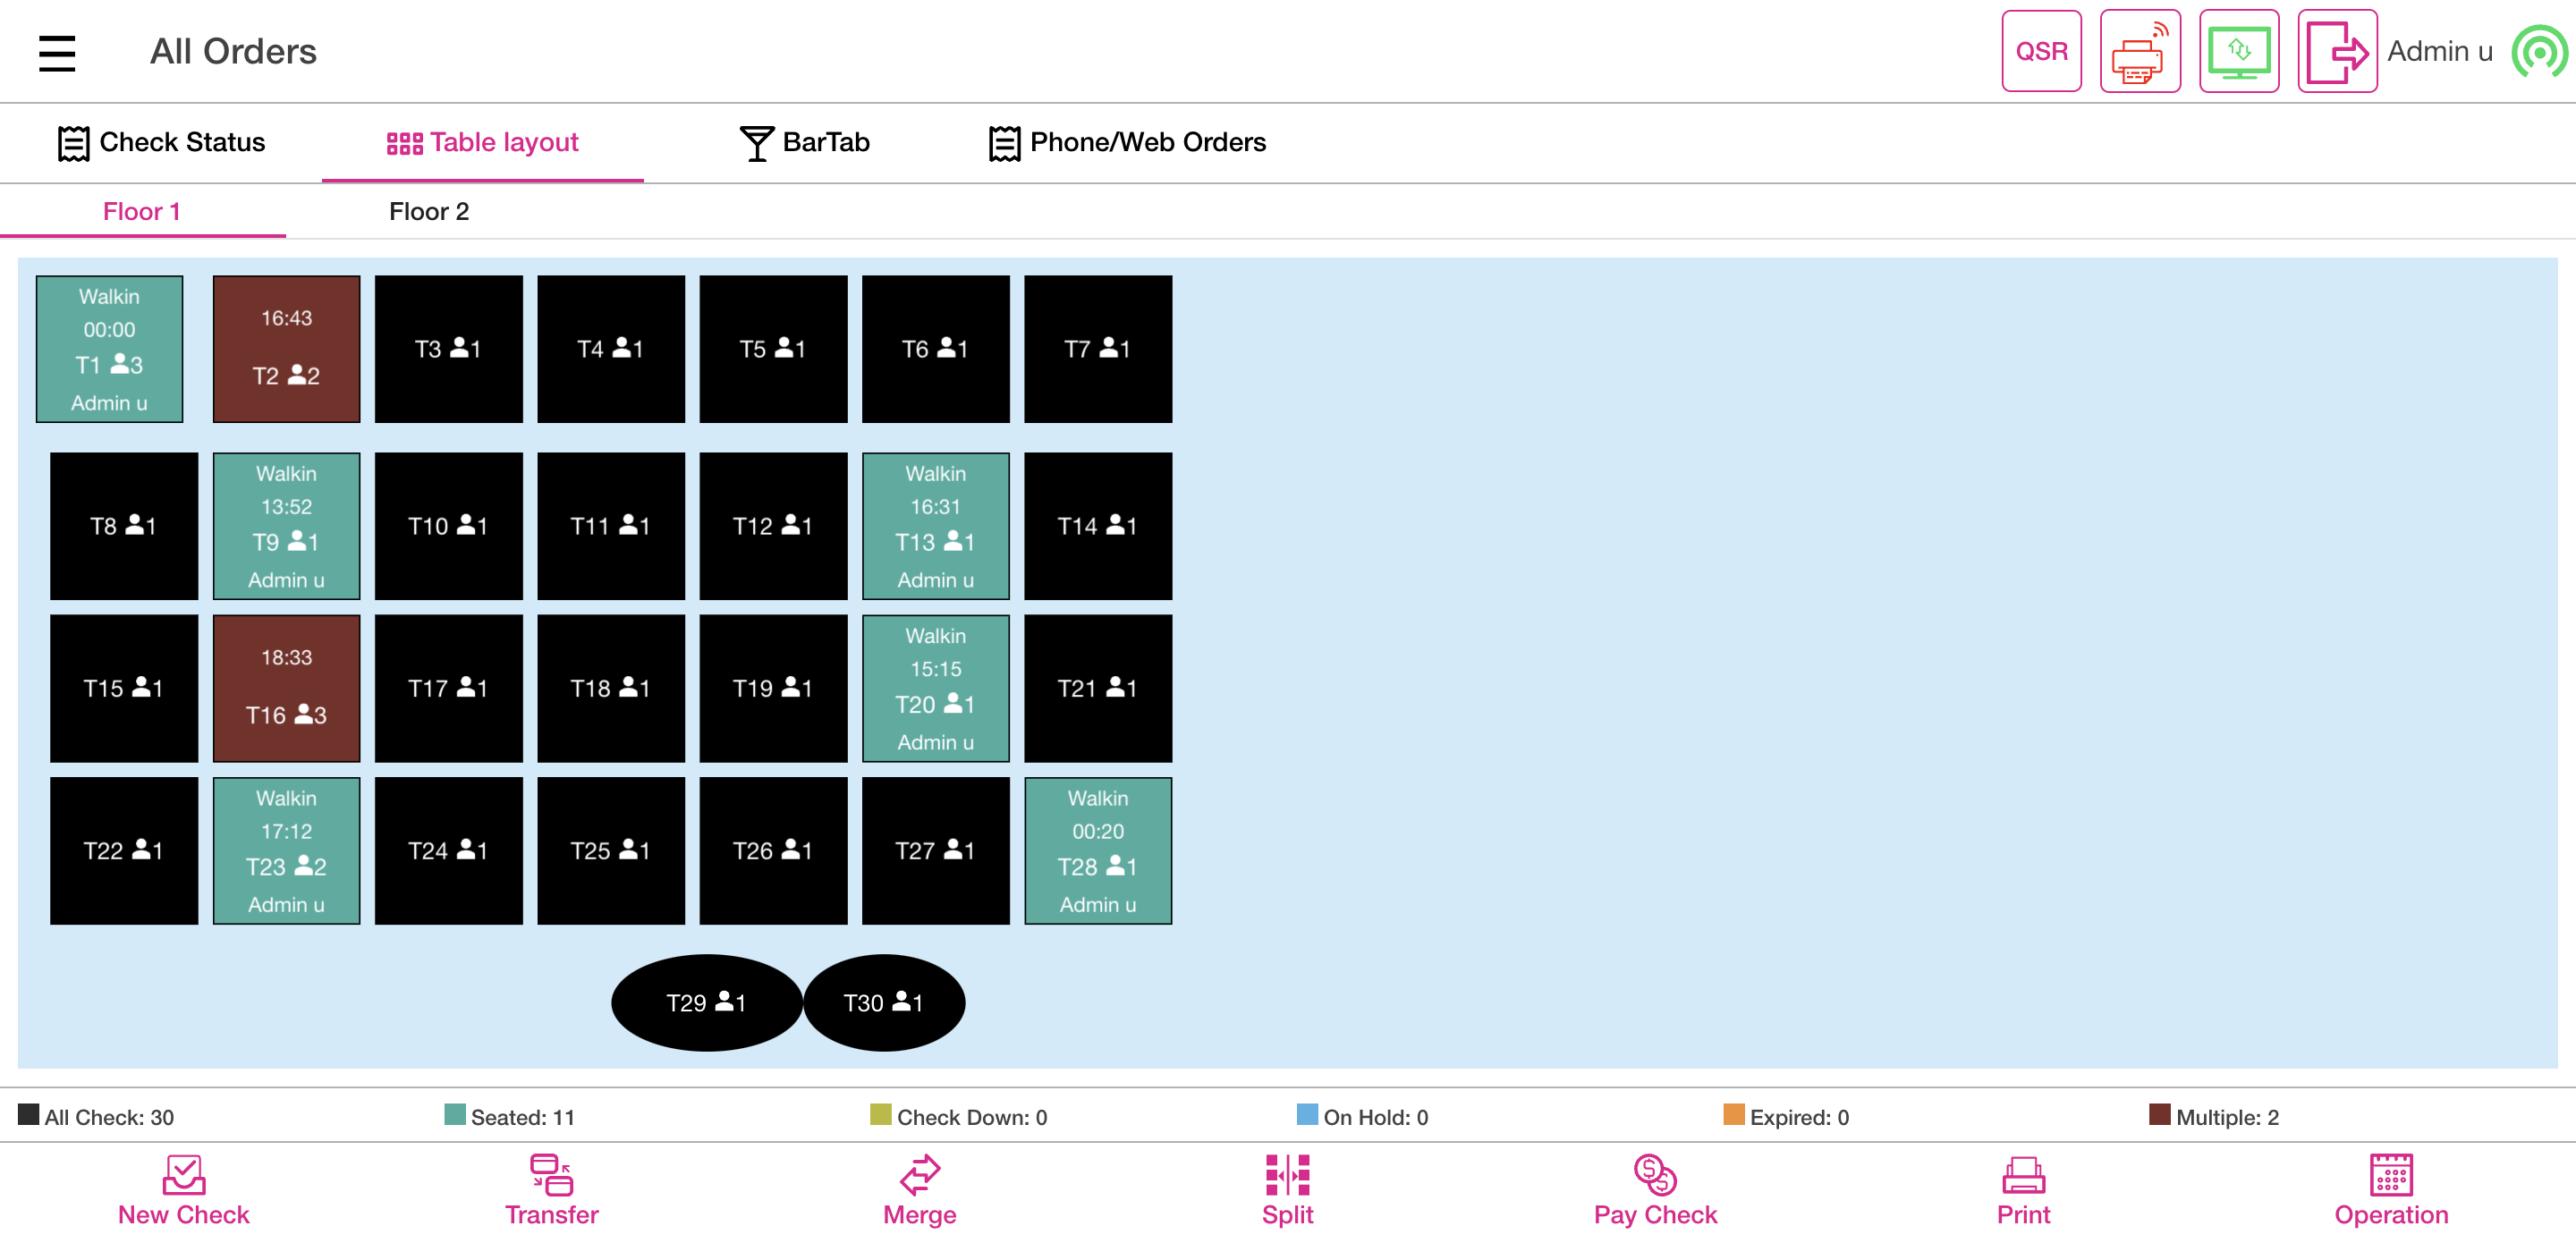 All Orders
QSR
Admin u
Check Status
Table layout
BarTab
Phone/Web Orders
Floor 1
Floor 2
Walkin
00:00
T1 3
Admin u
16:43
T2 2
T3 1
T4 1
T5 1
T6 1
T7 1
T8 1
Walkin
13:52
T9 1
Admin u
T10 1
T11 1
T12 1
Walkin
16:31
T13 1
Admin u
T14 1
T15 1
18:33
T16 3
T17 1
T18 1
T19 1
Walkin
15:15
T20 1
Admin u
T21 1
T22 1
Walkin
17:12
T23 2
Admin u
T24 1
T25 1
T26 1
T27 1
Walkin
00:20
T28 1
Admin u
T29 1
T30 1
All Check: 30
Seated: 11
Check Down: 0
On Hold: 0
Expired: 0
Multiple: 2
New Check
Transfer
Merge
Split
Pay Check
Print
Operation